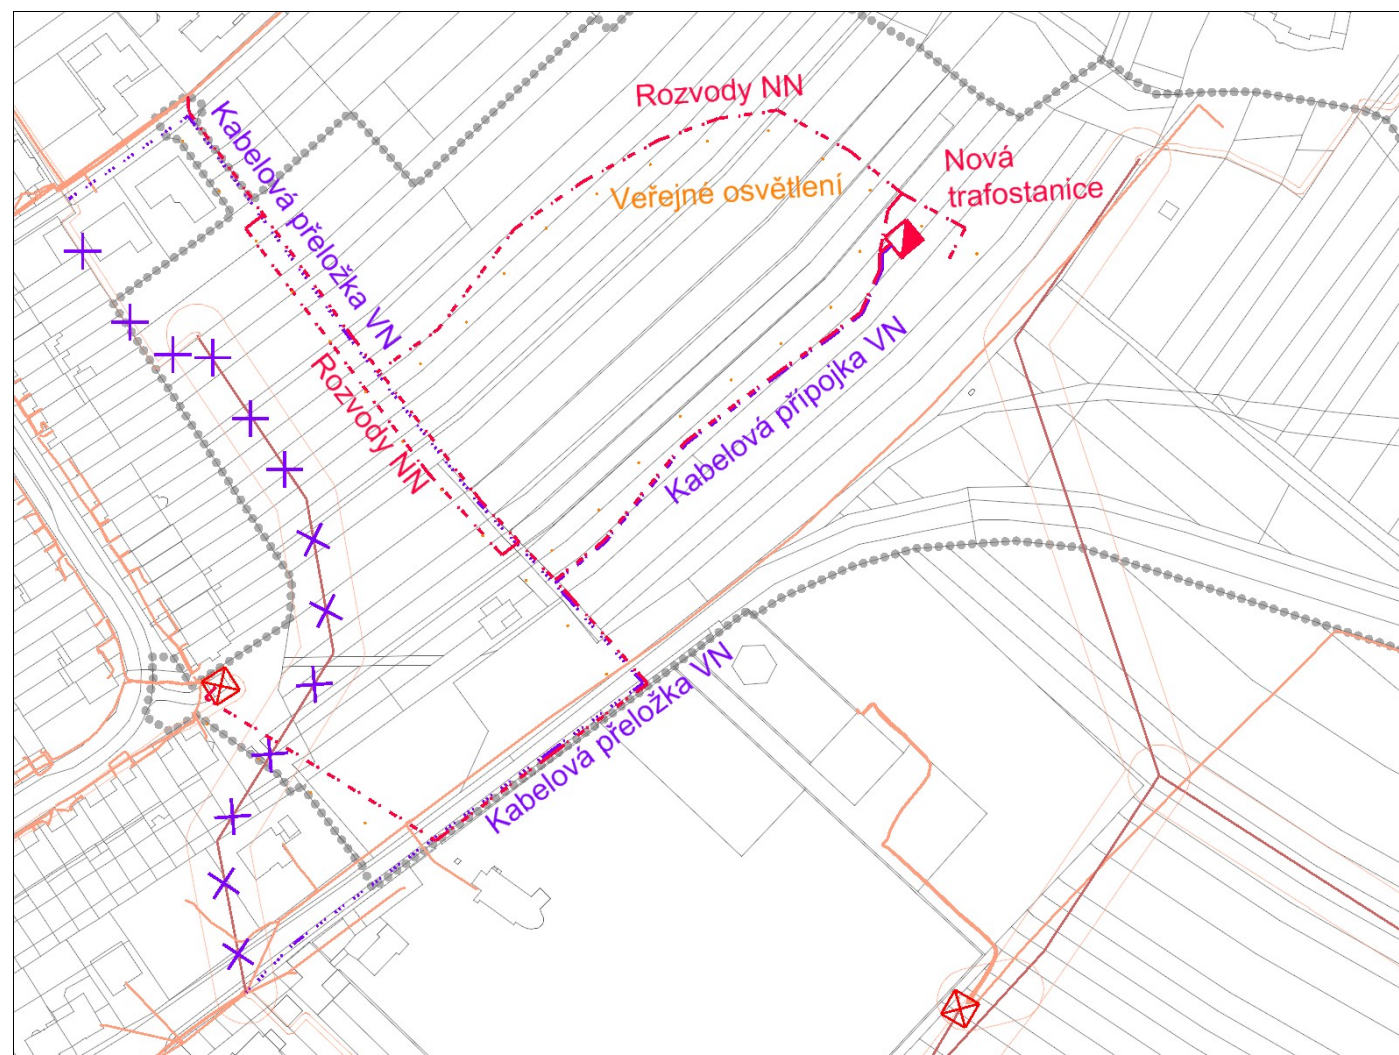 Rozvody NN
Kabelová přeložka VN
Nová
trafostanice
Veřejné osvětlení
Rozvody NN
Kabelová přípojka VN
Kabelová přeložka VN